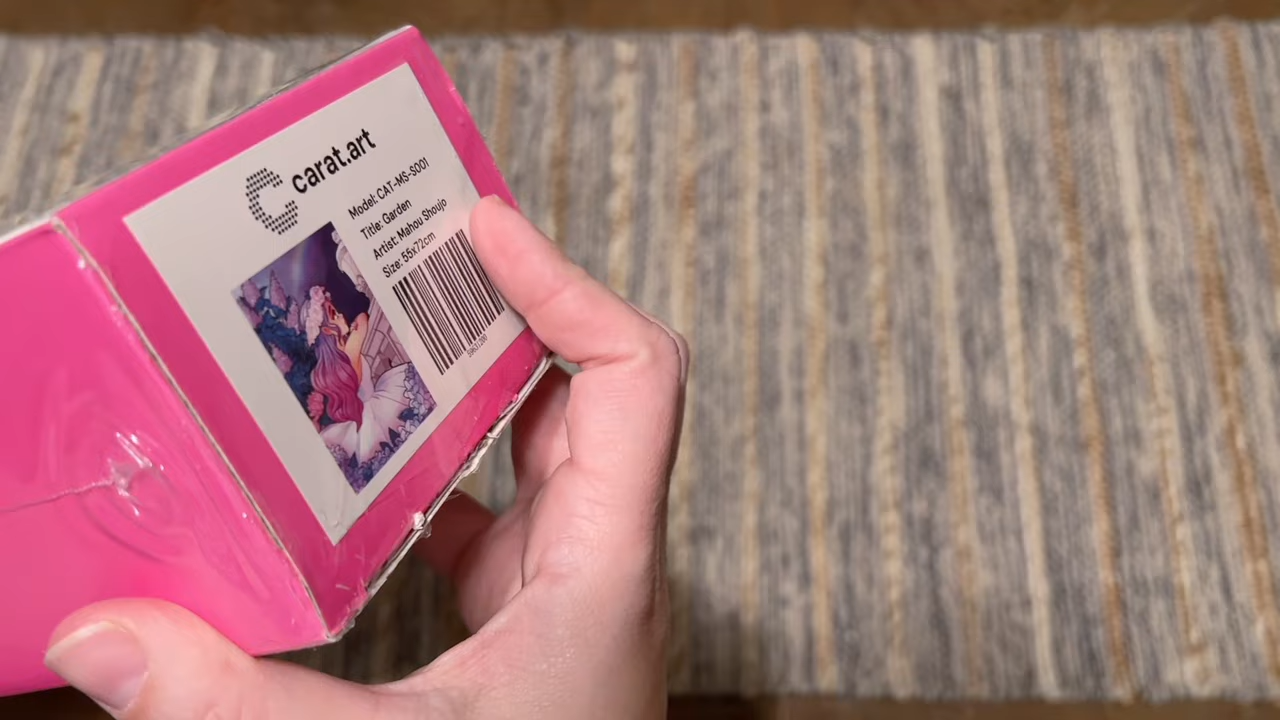 carat.art
Model: CAT-MS-S001
Title: Garden
Artist: Mahou Shoujo
Size: 55x72cm